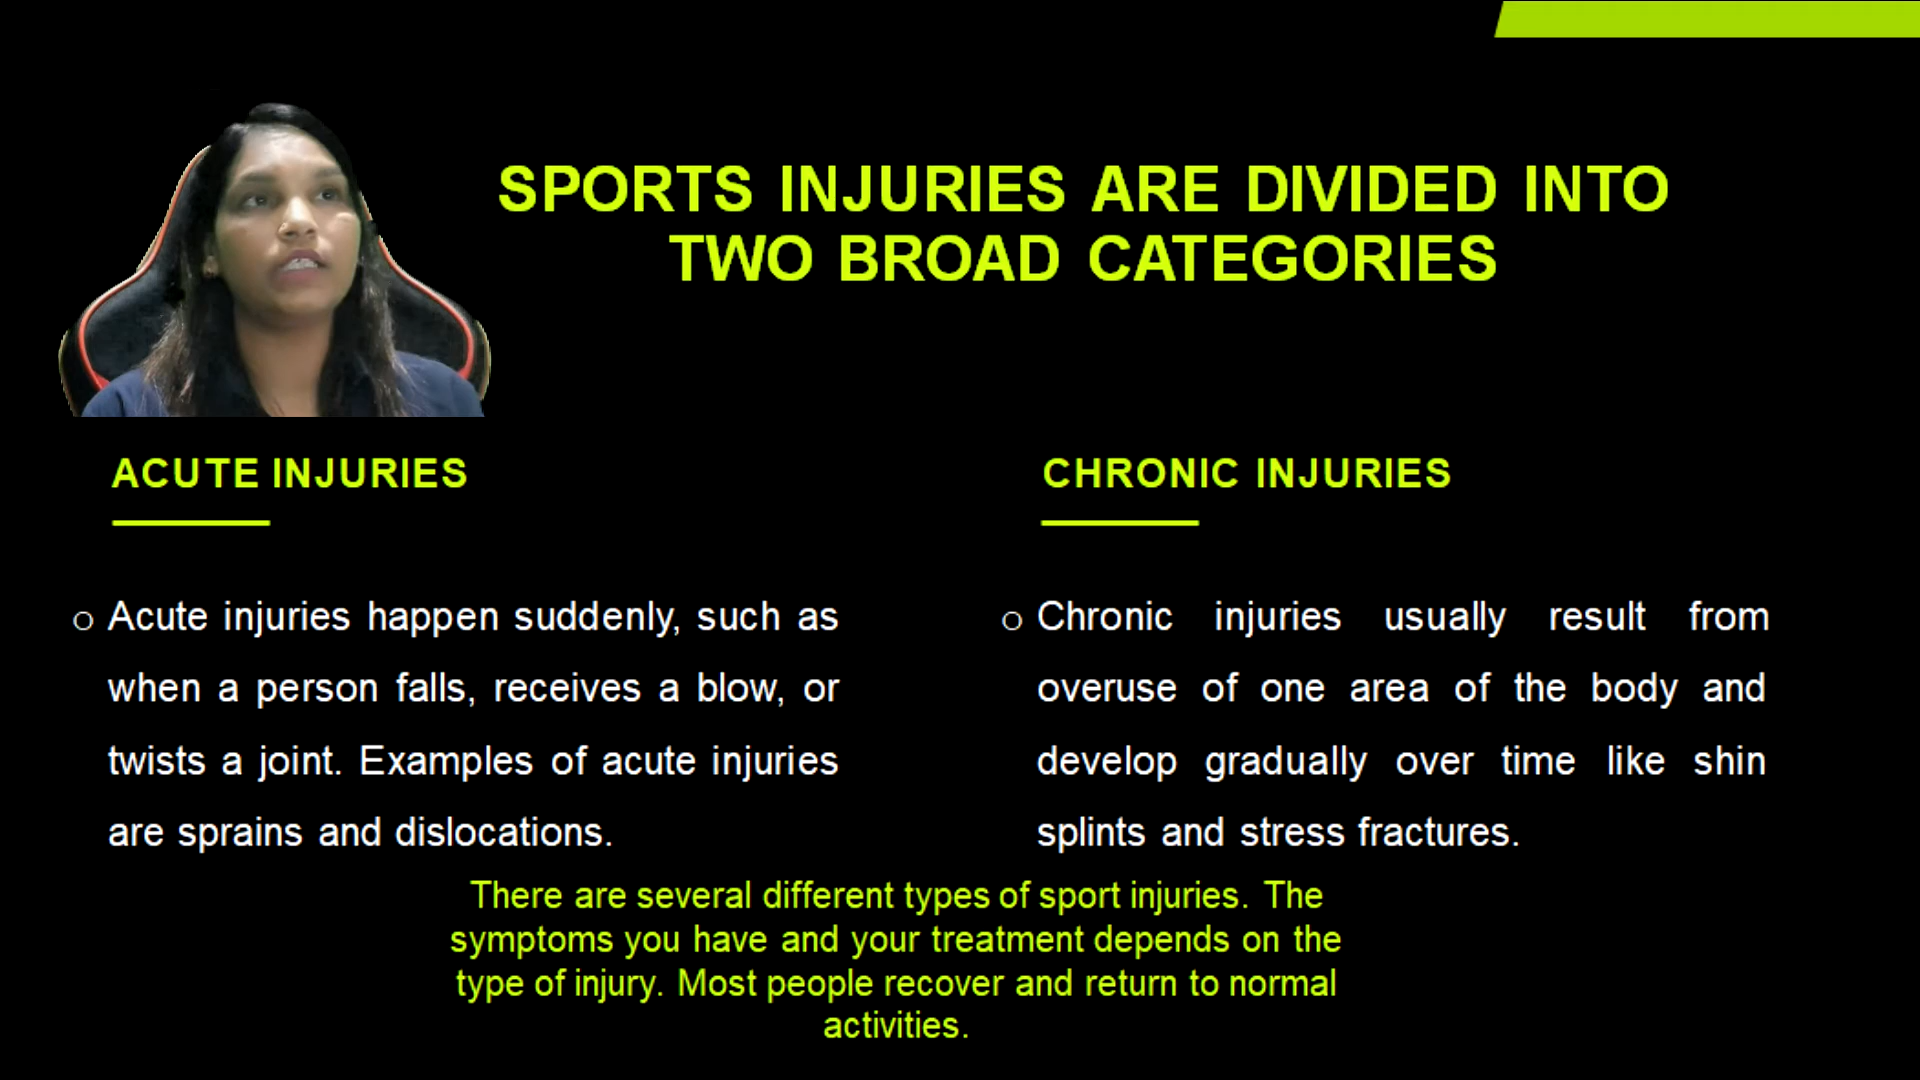 SPORTS INJURIES ARE DIVIDED INTO
TWO BROAD CATEGORIES
ACUTE INJURIES
o Acute injuries happen suddenly, such as
when a person falls, receives a blow, or
twists a joint. Examples of acute injuries
are sprains and dislocations.
CHRONIC INJURIES
o Chronic injuries usually result from
overuse of one area of the body and
develop gradually over time like shin
splints and stress fractures.
There are several different types of sport injuries. The
symptoms you have and your treatment depends on the
type of injury. Most people recover and return to normal
activities.